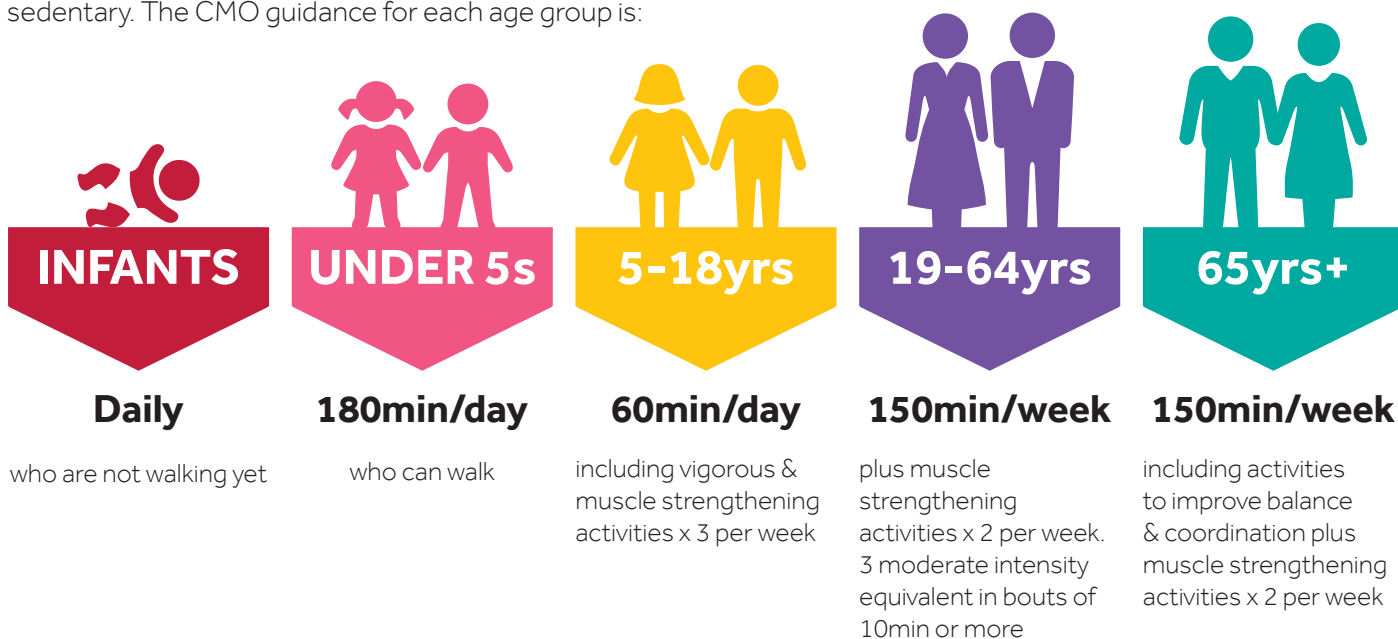 sedentary. The CMO guidance for each age group is:
INFANTS
Daily
who are not walking yet
UNDER 5s
180min/day
who can walk
5-18yrs
60min/day
including vigorous &
muscle strengthening
activities x 3 per week
19-64yrs
150min/week
plus muscle
strengthening
activities x 2 per week.
3 moderate intensity
equivalent in bouts of
10min or more
65yrs+
150min/week
including activities
to improve balance
& coordination plus
muscle strengthening
activities x 2 per week